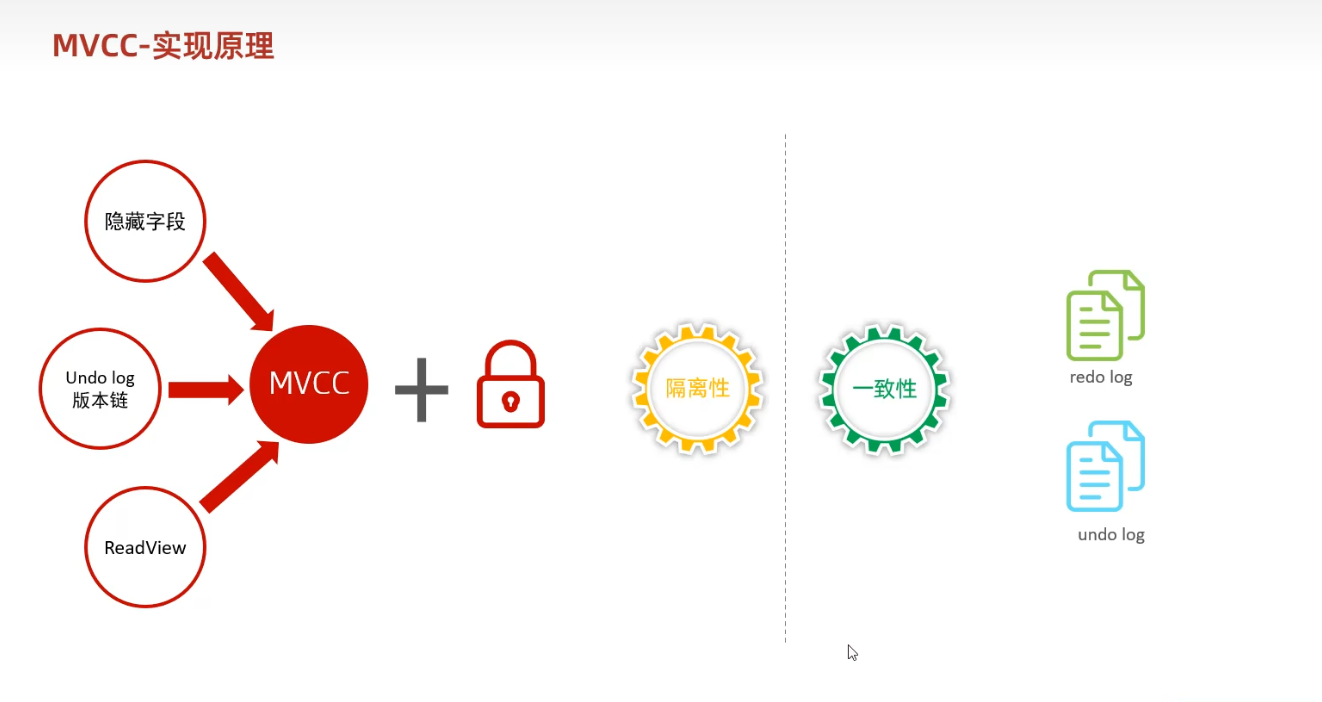 MVCC-实现原理
隐藏字段
Undo log
版本链
ReadView
MVCC
隔离性
一致性
redo log
undo log